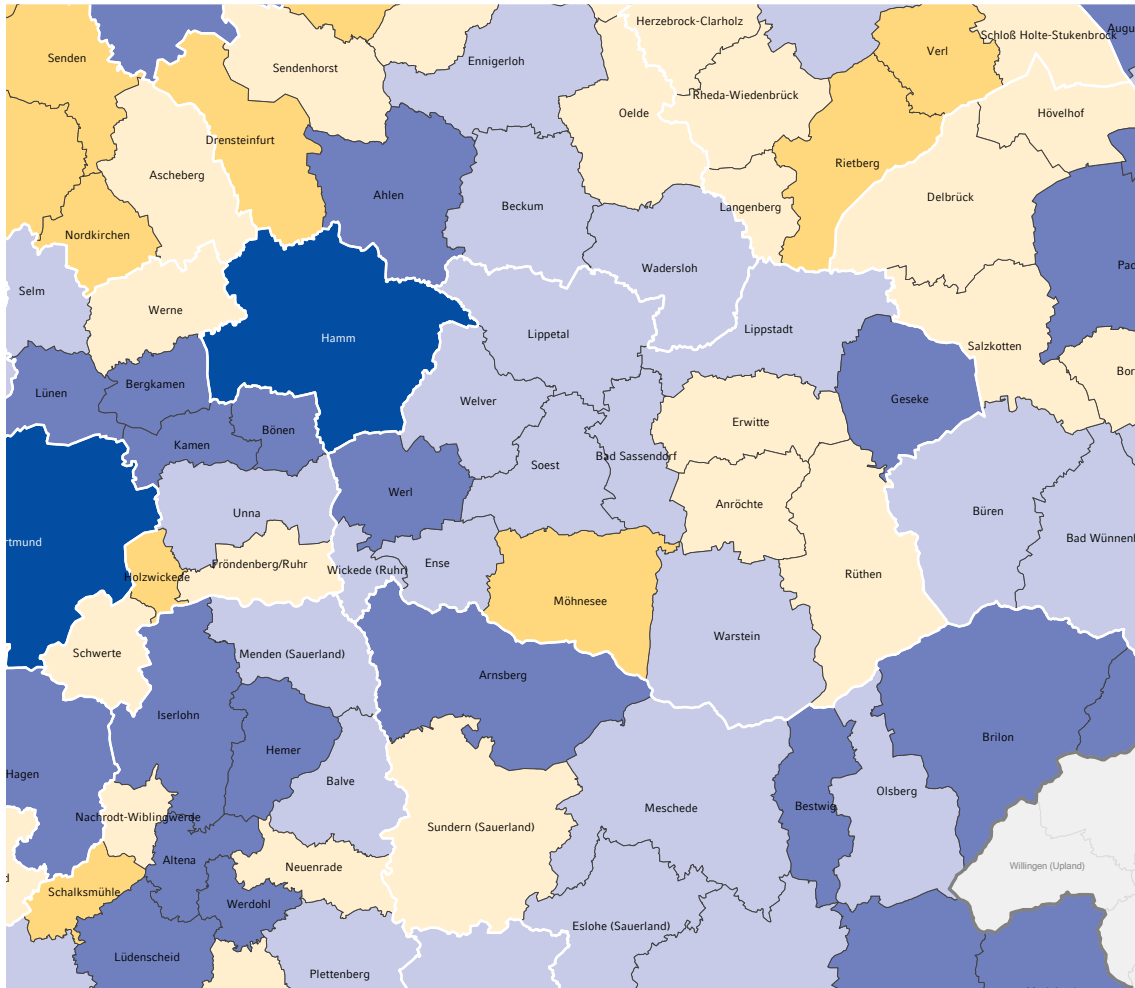 Herzebrock-Clarholz
Schloß Holte-Stukenbrock
Augu
Senden
Verl
Ennigerloh
Sendenhorst
Rheda-Wiedenbrück
Oelde
Hövelhof
Drensteinfurt
Rietberg
Ascheberg
Ahlen
Delbrück
Beckum
Langenberg
Nordkirchen
Wadersloh
Pac
Selm
Werne
Lippstadt
Lippetal
Hamm
Salzkotten
Bor
Bergkamen
Lünen
Welver
Geseke
Erwitte
Bönen
Kamen
Bad Sassendorf
Soest
Werl
Anröchte
Unna
Büren
Bad Wünnenb
rtmund
Fröndenberg/Ruhr
Ense
Wickede (Ruhr)
Holzwickede
Rüthen
Möhnesee
Warstein
Schwerte
Menden (Sauerland)
Arnsberg
Iserlohn
Brilon
Hemer
Hagen
Balve
Olsberg
Bestwig
Meschede
Nachrodt-Wiblingwerde
Sundern (Sauerland)
Altena
Neuenrade
Willingen (Upland)
d
Schalksmühle
Werdohl
Eslohe (Sauerland)
Lüdenscheid
Plettenberg